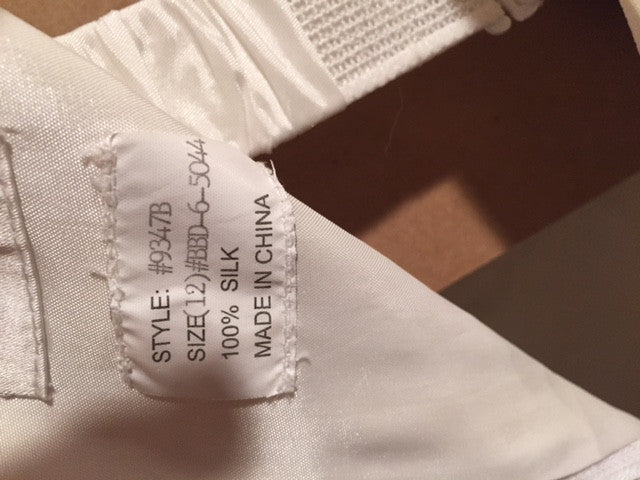 STYLE: #9347B
SIZE(12)#BBD-6-5044
100% SILK
MADE IN CHINA